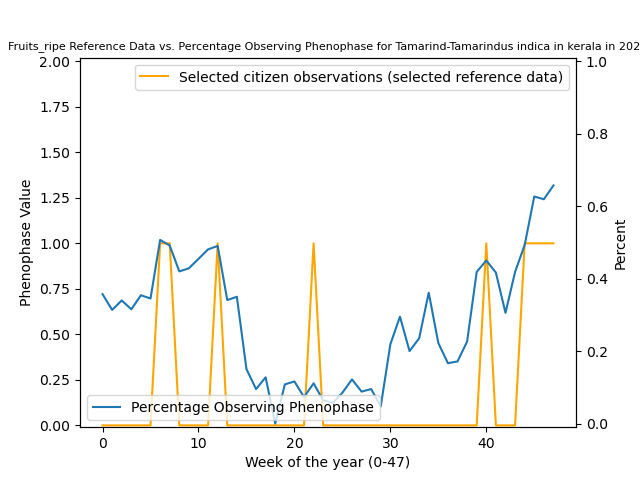 Fruits_ripe Reference Data vs. Percentage Observing Phenophase for Tamarind-Tamarindus indica in kerala in 202
Selected citizen observations (selected reference data)
Percentage Observing Phenophase
Phenophase Value
2.00
1.75
1.50
1.25
1.00
0.75
0.50
0.25
0.00
Percent
1.0
0.8
0.6
0.4
0.2
0.0
0 10 20 30 40
Week of the year (0-47)